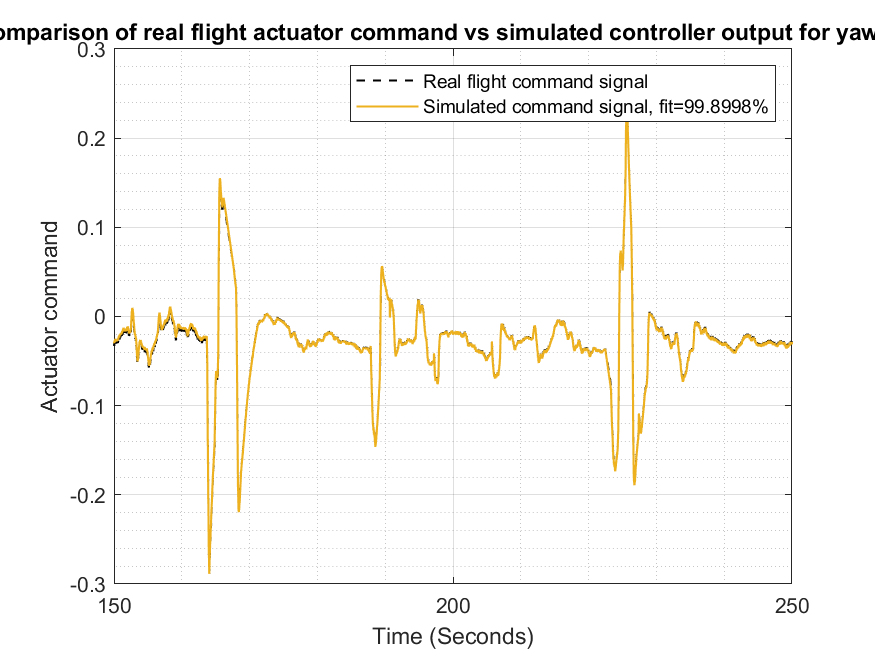 omparison of real flight actuator command vs simulated controller output for yaw
0.3
Real flight command signal
Simulated command signal, fit=99.8998%
0.2
0.1
0
-0.1
-0.2
-0.3
Actuator command
150
200
250
Time (Seconds)